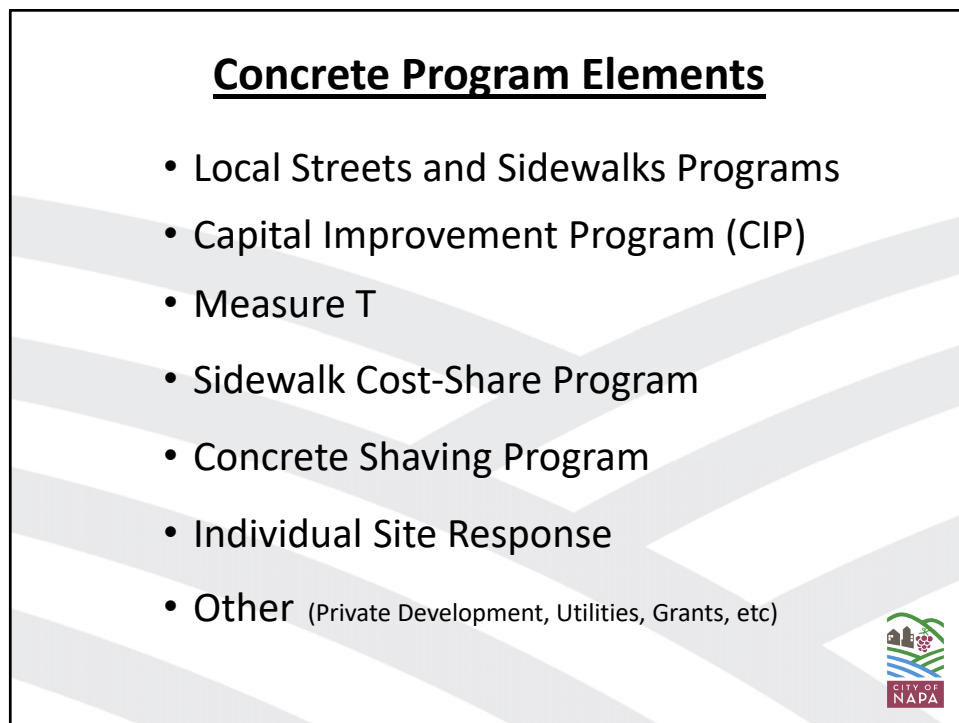 Concrete Program Elements
• Local Streets and Sidewalks Programs
• Capital Improvement Program (CIP)
• Measure T
• Sidewalk Cost-Share Program
• Concrete Shaving Program
• Individual Site Response
• Other (Private Development, Utilities, Grants, etc)
CITY OF
NAPA